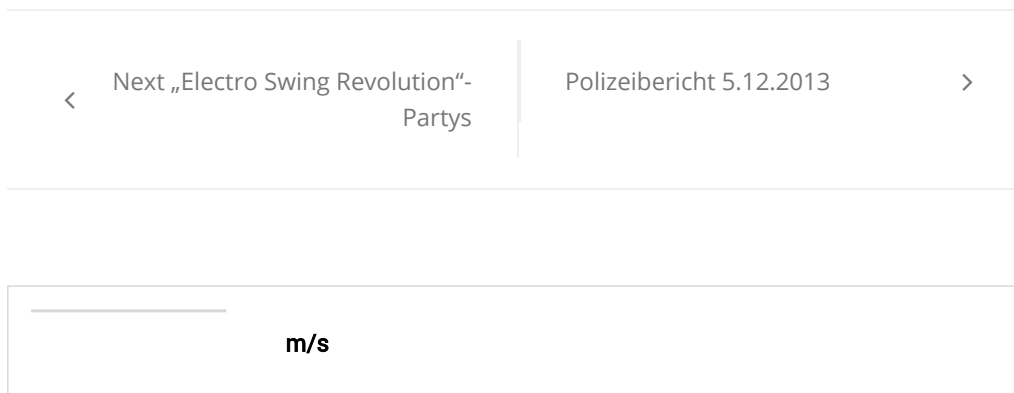 Next „Electro Swing Revolution“-
Partys
Polizeibericht 5.12.2013
m/s